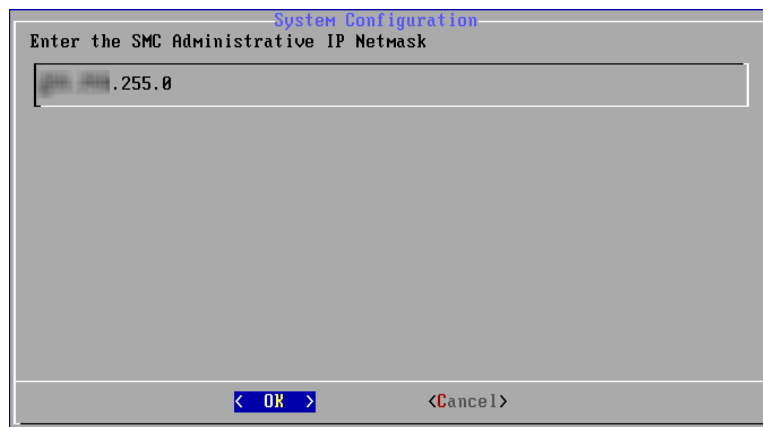 System Configuration
Enter the SMC Administrative IP Netmask
.255.0
< OK >
<Cancel>